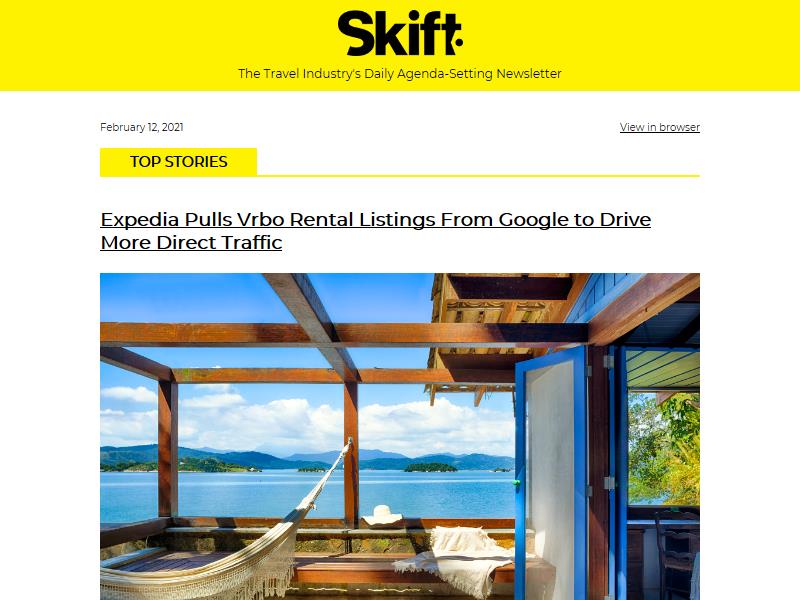 Skift
The Travel Industry's Daily Agenda-Setting Newsletter
February 12, 2021
View in browser
TOP STORIES
Expedia Pulls Vrbo Rental Listings From Google to Drive
More Direct Traffic